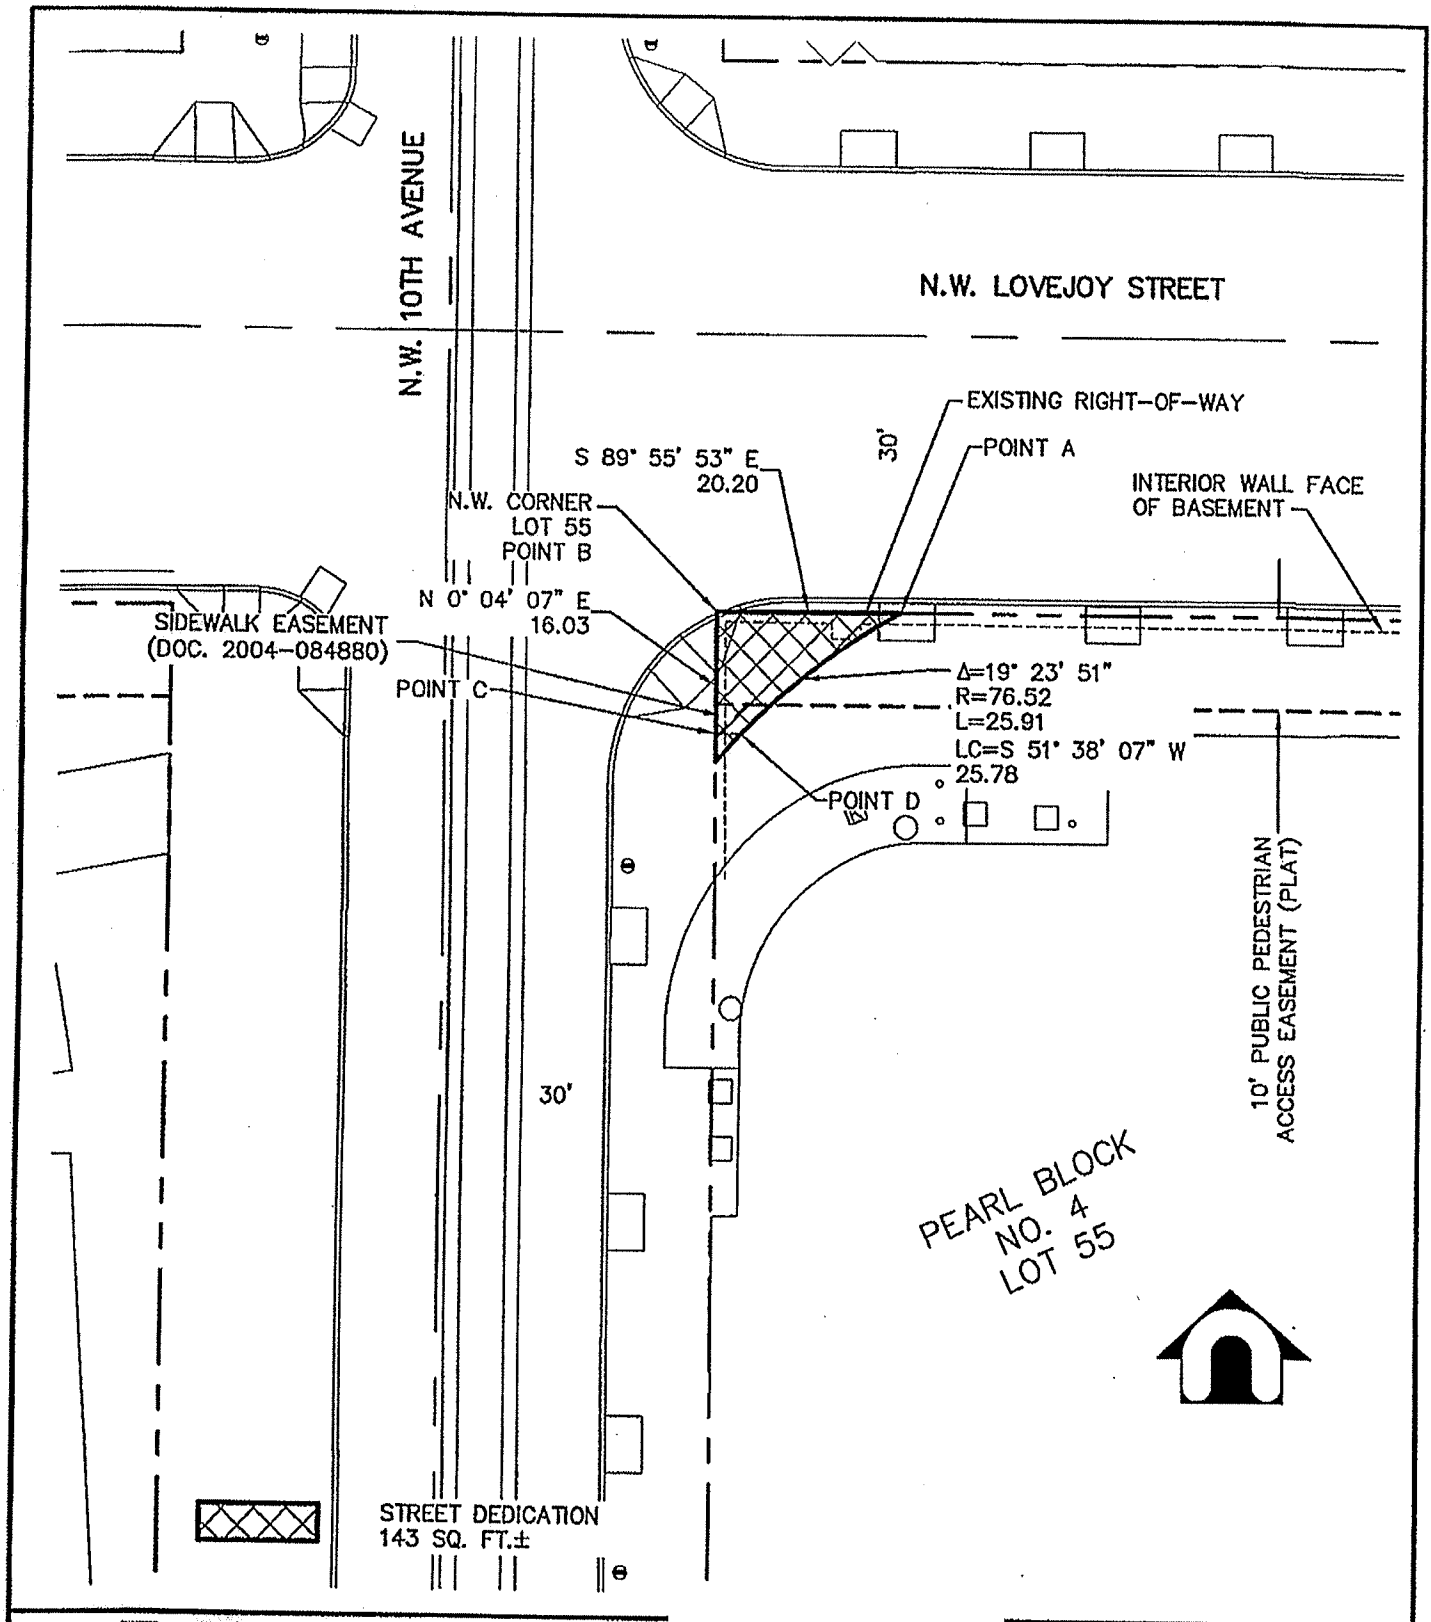 N.W. 10TH AVENUE
N.W. LOVEJOY STREET
EXISTING RIGHT-OF-WAY
30'
POINT A
S 89° 55' 53" E
20.20
INTERIOR WALL FACE
OF BASEMENT
N.W. CORNER
LOT 55
POINT B
N 0° 04' 07" E
16.03
SIDEWALK EASEMENT
(DOC. 2004-084880)
POINT C
Δ=19° 23' 51"
R=76.52
L=25.91
LC=S 51° 38' 07" W
25.78
POINT D
10' PUBLIC PEDESTRIAN
ACCESS EASEMENT (PLAT)
30'
PEARL BLOCK
NO. 4
LOT 55
STREET DEDICATION
143 SQ. FT.±